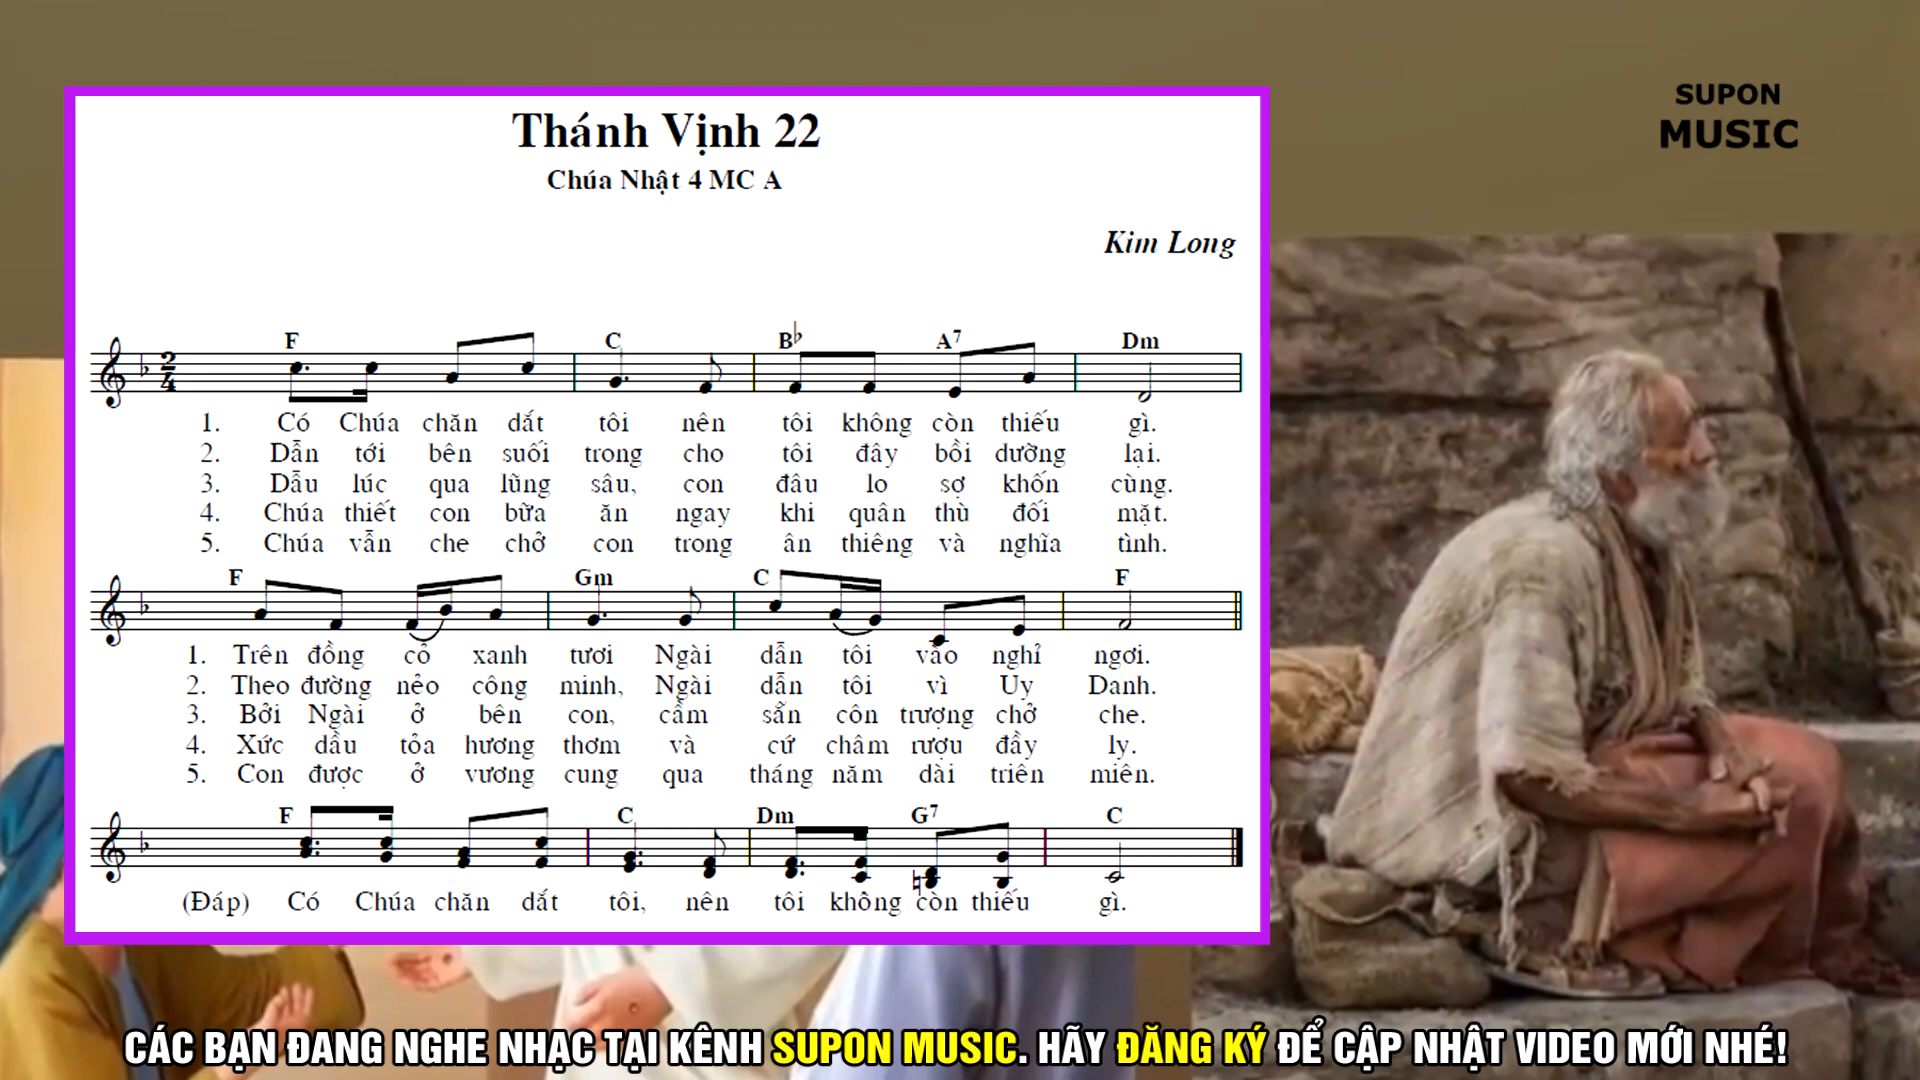 SUPON
MUSIC
Thánh Vịnh 22
Chúa Nhật 4 MC A
Kim Long
F C B♭ A7 Dm
1. Có Chúa chăn dắt tôi nên tôi không còn thiếu gì.
2. Dẫn tới bên suối trong cho tôi đây bồi dưỡng lại.
3. Dẫu lúc qua lũng sâu, con đâu lo sợ khốn cùng.
4. Chúa thiết con bữa ăn ngay khi quân thù đối mặt.
5. Chúa vẫn che chở con trong ân thiêng và nghĩa tình.
F Gm C F
1. Trên đồng cỏ xanh tươi Ngài dẫn tôi vào nghỉ ngơi.
2. Theo đường nẻo công minh, Ngài dẫn tôi vì Uy Danh.
3. Bởi Ngài ở bên con, cầm sẵn côn trượng chở che.
4. Xức dầu tỏa hương thơm và cứ châm rượu đầy ly.
5. Con được ở vương cung qua tháng năm dài triên miên.
F C Dm G7 C
(Đáp) Có Chúa chăn dắt tôi, nên tôi không còn thiếu gì.
CÁC BẠN ĐANG NGHE NHẠC TẠI KÊNH SUPON MUSIC. HÃY ĐĂNG KÝ ĐỂ CẬP NHẬT VIDEO MỚI NHÉ!